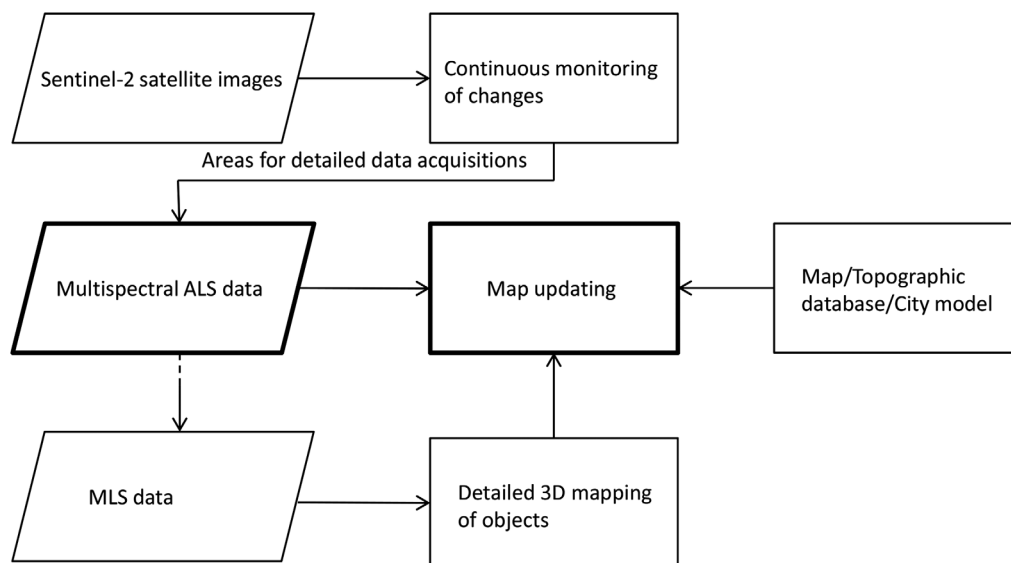 Sentinel-2 satellite images
Continuous monitoring
of changes
Areas for detailed data acquisitions
Multispectral ALS data
Map updating
Map/Topographic
database/City model
MLS data
Detailed 3D mapping
of objects